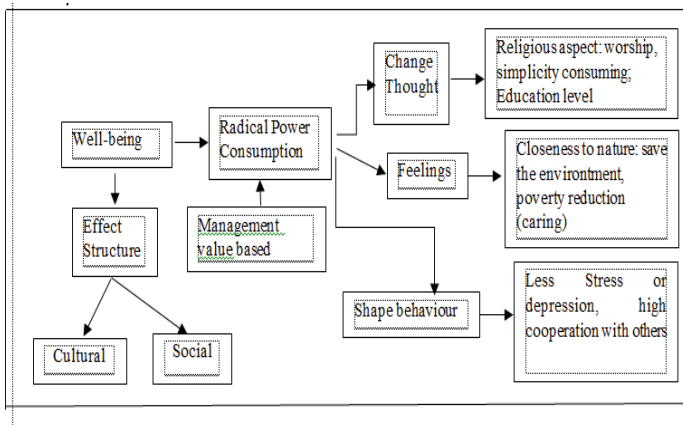 Change
Thought
Religious aspect: worship,
simplicity consuming;
Education level
Well-being
Radical Power
Consumption
Feelings
Closeness to nature: save
the environtment,
poverty reduction
(caring)
Effect
Structure
Management
value based
Shape behaviour
Less Stress or
depression, high
cooperation with others
Cultural
Social